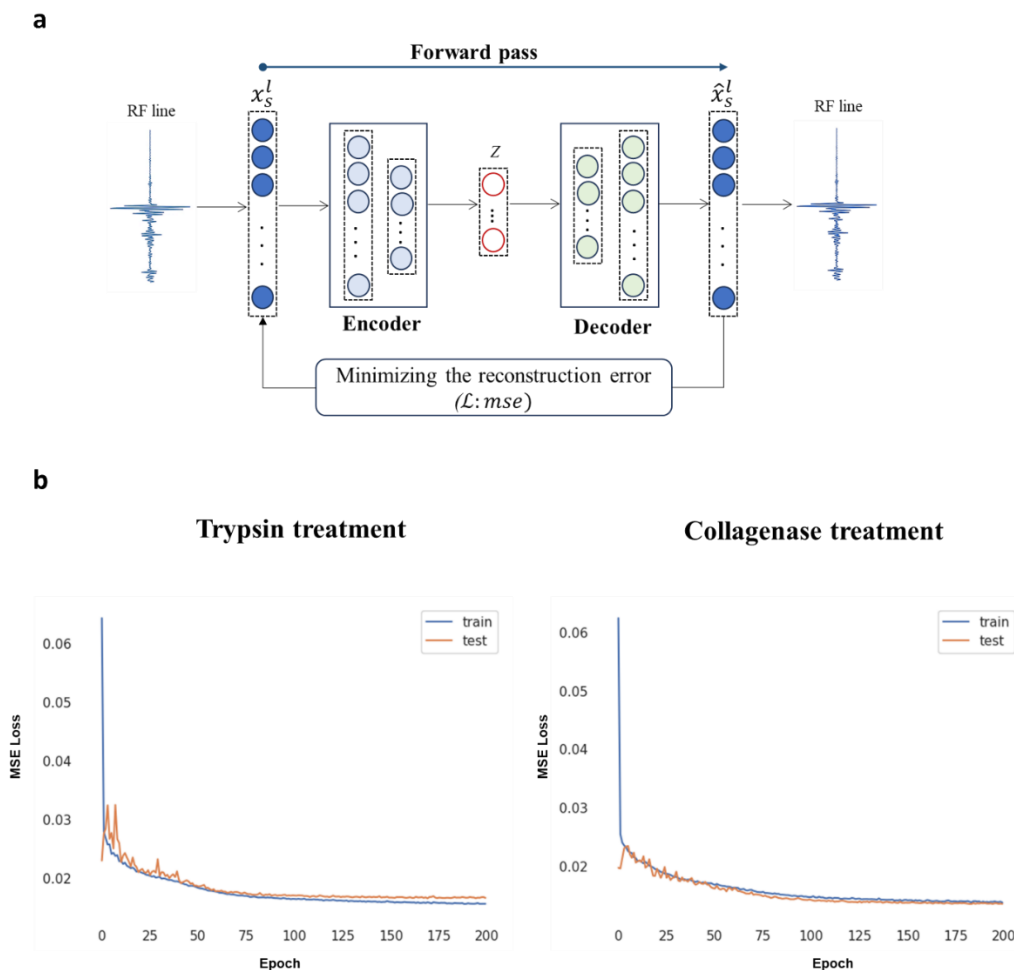 a
Forward pass
RF line
x_s^l
x̂_s^l
RF line
Z
Encoder
Decoder
Minimizing the reconstruction error
(ℒ: mse)
b
Trypsin treatment
Collagenase treatment
train
test
0.06
0.05
0.04
0.03
0.02
MSE Loss
0 25 50 75 100 125 150 175 200
Epoch
train
test
0.06
0.05
0.04
0.03
0.02
MSE Loss
0 25 50 75 100 125 150 175 200
Epoch